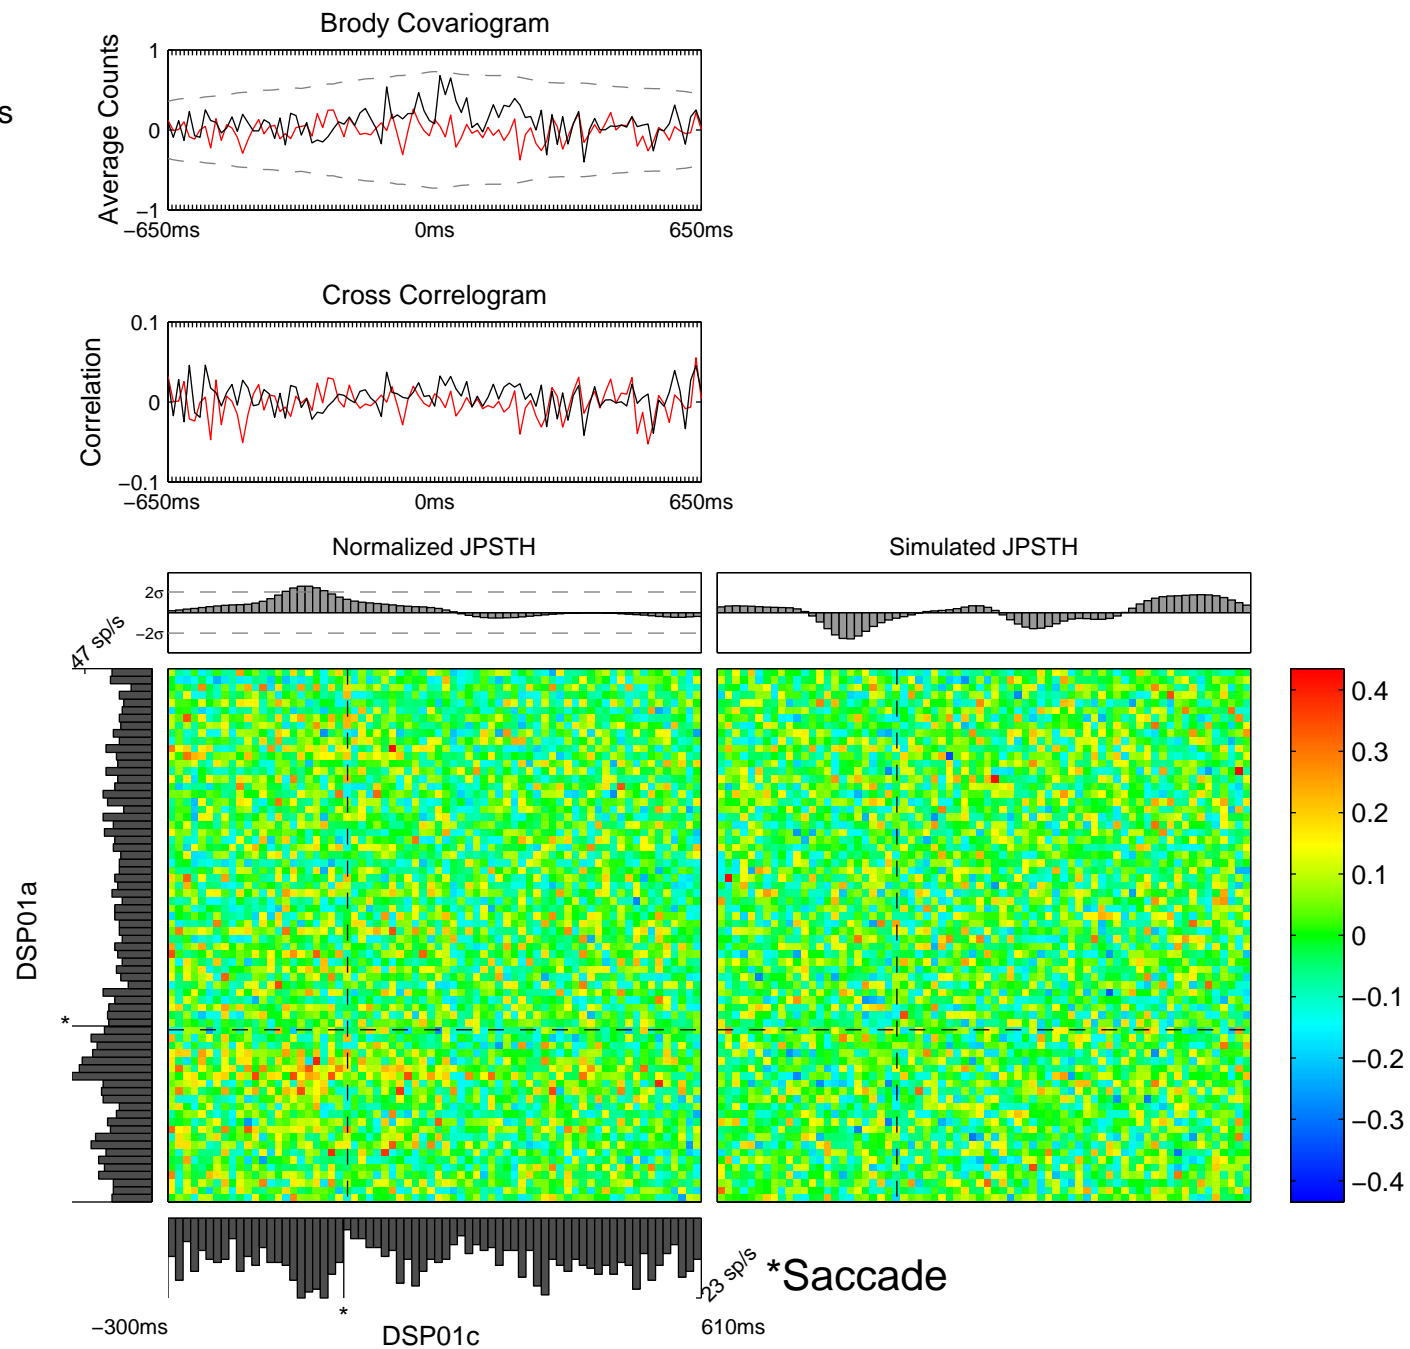 Brody Covariogram
s
Average Counts
1
0
−1
−650ms 0ms 650ms
Cross Correlogram
Correlation
0.1
0
−0.1
−650ms 0ms 650ms
Normalized JPSTH
Simulated JPSTH
2σ
−2σ
47 sp/s
DSP01a
*
0.4
0.3
0.2
0.1
0
−0.1
−0.2
−0.3
−0.4
23 sp/s
*Saccade
*
−300ms
DSP01c
610ms